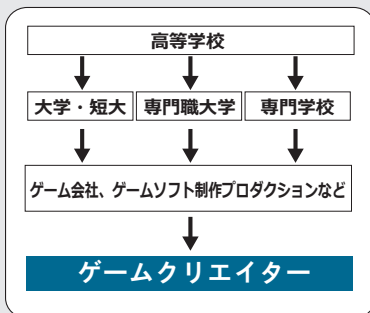 高等学校
大学・短大 専門職大学 専門学校
ゲーム会社、ゲームソフト制作プロダクションなど
ゲームクリエイター